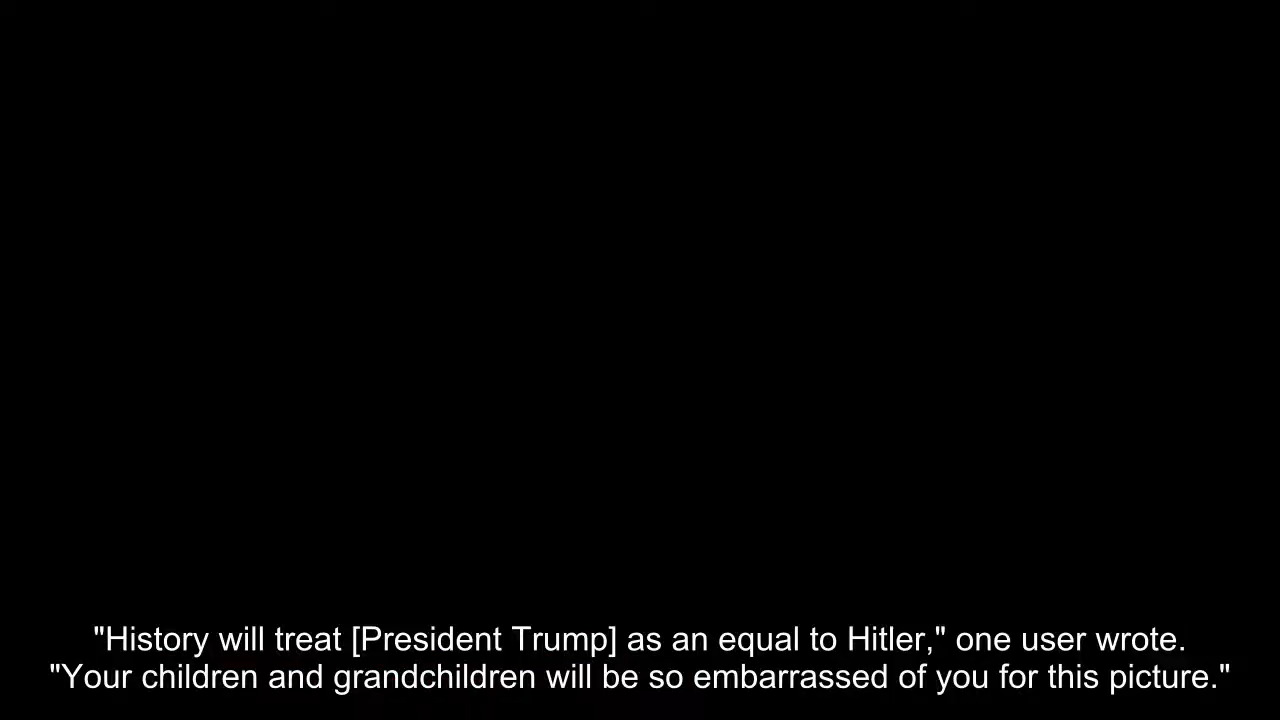 "History will treat [President Trump] as an equal to Hitler," one user wrote.
"Your children and grandchildren will be so embarrassed of you for this picture."